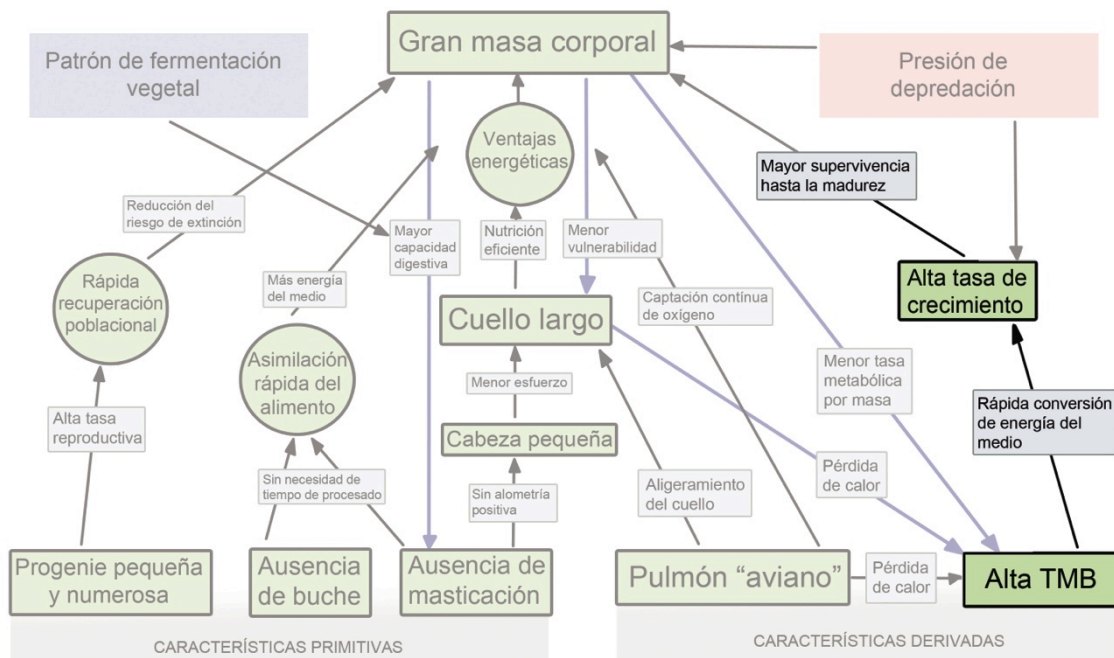 Gran masa corporal
Patrón de fermentación
vegetal
Presión de
depredación
Ventajas
energéticas
Mayor supervivencia
hasta la madurez
Reducción del
riesgo de extinción
Mayor
capacidad
digestiva
Nutrición
eficiente
Menor
vulnerabilidad
Rápida
recuperación
poblacional
Más energía
del medio
Captación contínua
de oxígeno
Alta tasa de
crecimiento
Cuello largo
Asimilación
rápida del
alimento
Menor esfuerzo
Menor tasa
metabólica
por masa
Rápida conversión
de energía del
medio
Alta tasa
reproductiva
Cabeza pequeña
Sin necesidad de
tiempo de procesado
Sin alometría
positiva
Aligeramiento
del cuello
Pérdida
de calor
Progenie pequeña
y numerosa
Ausencia
de buche
Ausencia de
masticación
Pulmón “aviano”
Pérdida
de calor
Alta TMB
CARACTERÍSTICAS PRIMITIVAS
CARACTERÍSTICAS DERIVADAS